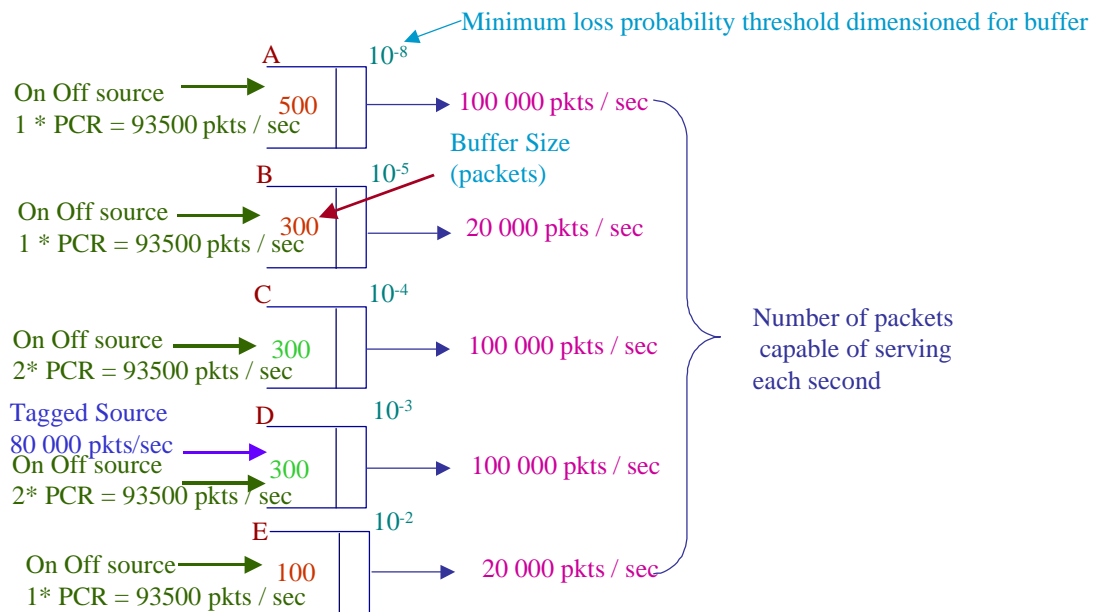 Minimum loss probability threshold dimensioned for buffer
A
10-8
On Off source
1 * PCR = 93500 pkts / sec
500
100 000 pkts / sec
Buffer Size
(packets)
B
10-5
On Off source
1 * PCR = 93500 pkts / sec
300
20 000 pkts / sec
C
10-4
On Off source
2* PCR = 93500 pkts / sec
300
100 000 pkts / sec
Number of packets
capable of serving
each second
Tagged Source
80 000 pkts/sec
D
10-3
On Off source
2* PCR = 93500 pkts / sec
300
100 000 pkts / sec
E
10-2
On Off source
1* PCR = 93500 pkts / sec
100
20 000 pkts / sec